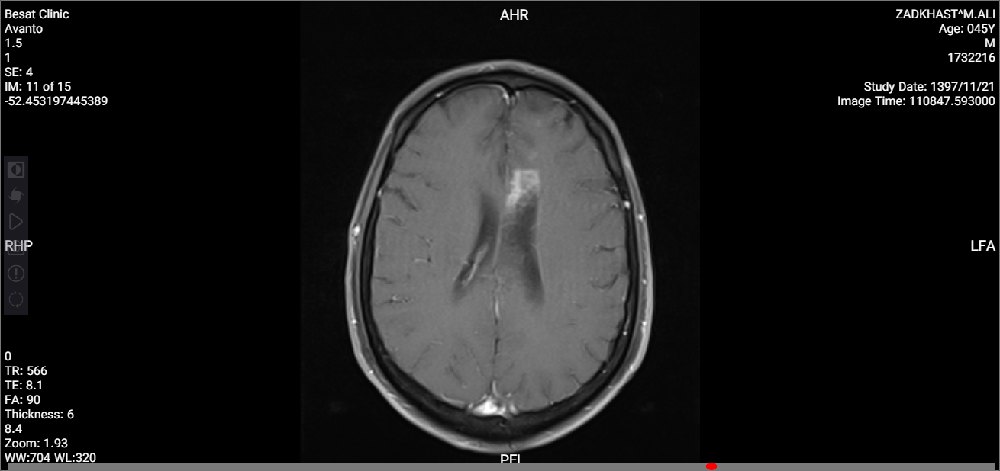 Besat Clinic
Avanto
1.5
1
SE: 4
IM: 11 of 15
-52.453197445389
AHR
ZADKHAST^M.ALI
Age: 045Y
M
1732216
Study Date: 1397/11/21
Image Time: 110847.593000
RHP
LFA
0
TR: 566
TE: 8.1
FA: 90
Thickness: 6
8.4
Zoom: 1.93
WW:704 WL:320